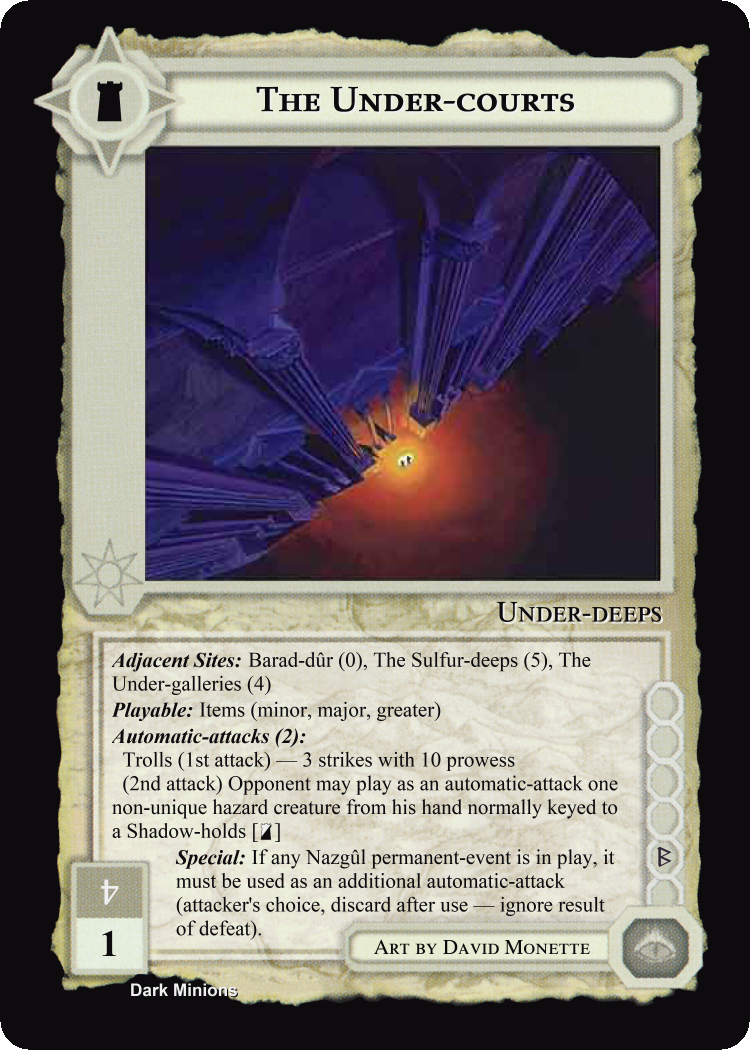 The Under-courts
Under-deeps
Adjacent Sites: Barad-dûr (0), The Sulfur-deeps (5), The
Under-galleries (4)
Playable: Items (minor, major, greater)
Automatic-attacks (2):
Trolls (1st attack) — 3 strikes with 10 prowess
(2nd attack) Opponent may play as an automatic-attack one
non-unique hazard creature from his hand normally keyed to
a Shadow-holds [ ]
Special: If any Nazgûl permanent-event is in play, it
must be used as an additional automatic-attack
(attacker's choice, discard after use — ignore result
of defeat).
4
1
Art by David Monette
Dark Minions